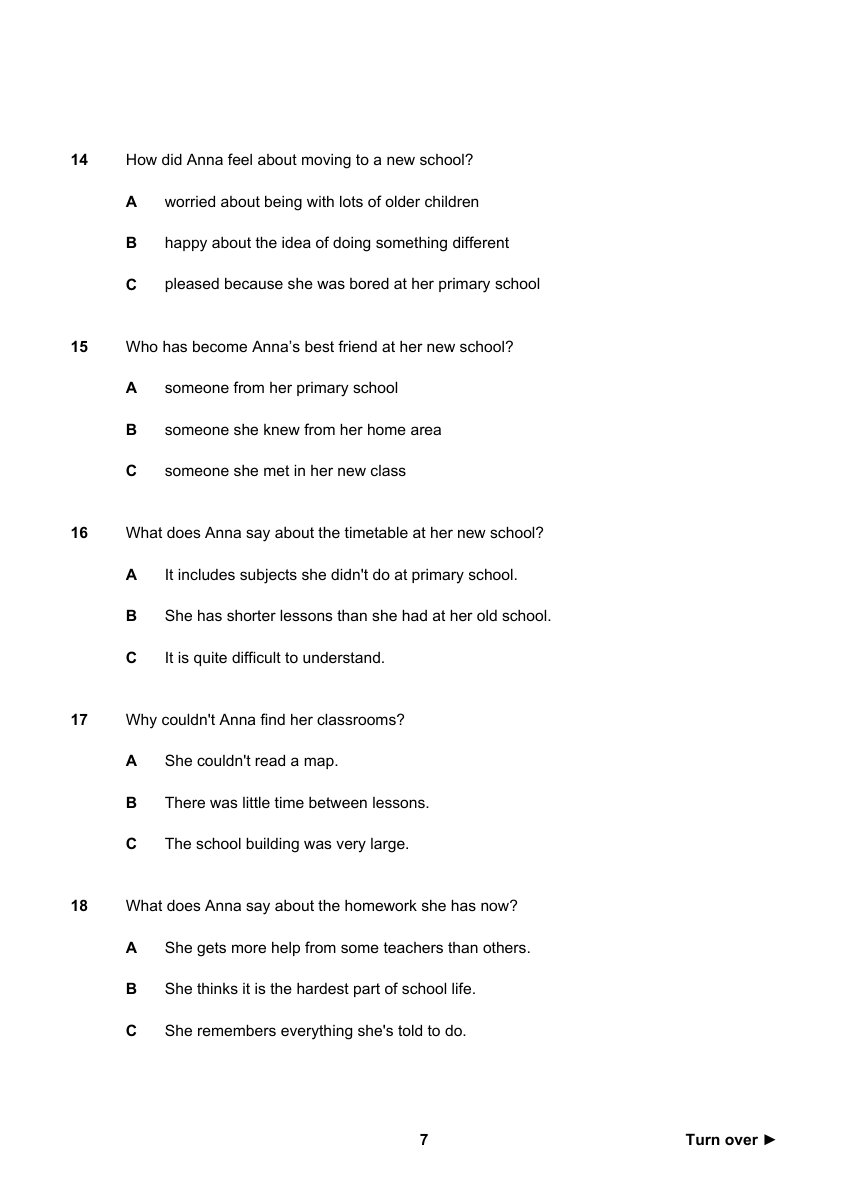 14 How did Anna feel about moving to a new school?
A worried about being with lots of older children
B happy about the idea of doing something different
C pleased because she was bored at her primary school
15 Who has become Anna’s best friend at her new school?
A someone from her primary school
B someone she knew from her home area
C someone she met in her new class
16 What does Anna say about the timetable at her new school?
A It includes subjects she didn't do at primary school.
B She has shorter lessons than she had at her old school.
C It is quite difficult to understand.
17 Why couldn't Anna find her classrooms?
A She couldn't read a map.
B There was little time between lessons.
C The school building was very large.
18 What does Anna say about the homework she has now?
A She gets more help from some teachers than others.
B She thinks it is the hardest part of school life.
C She remembers everything she's told to do.
7 Turn over ►